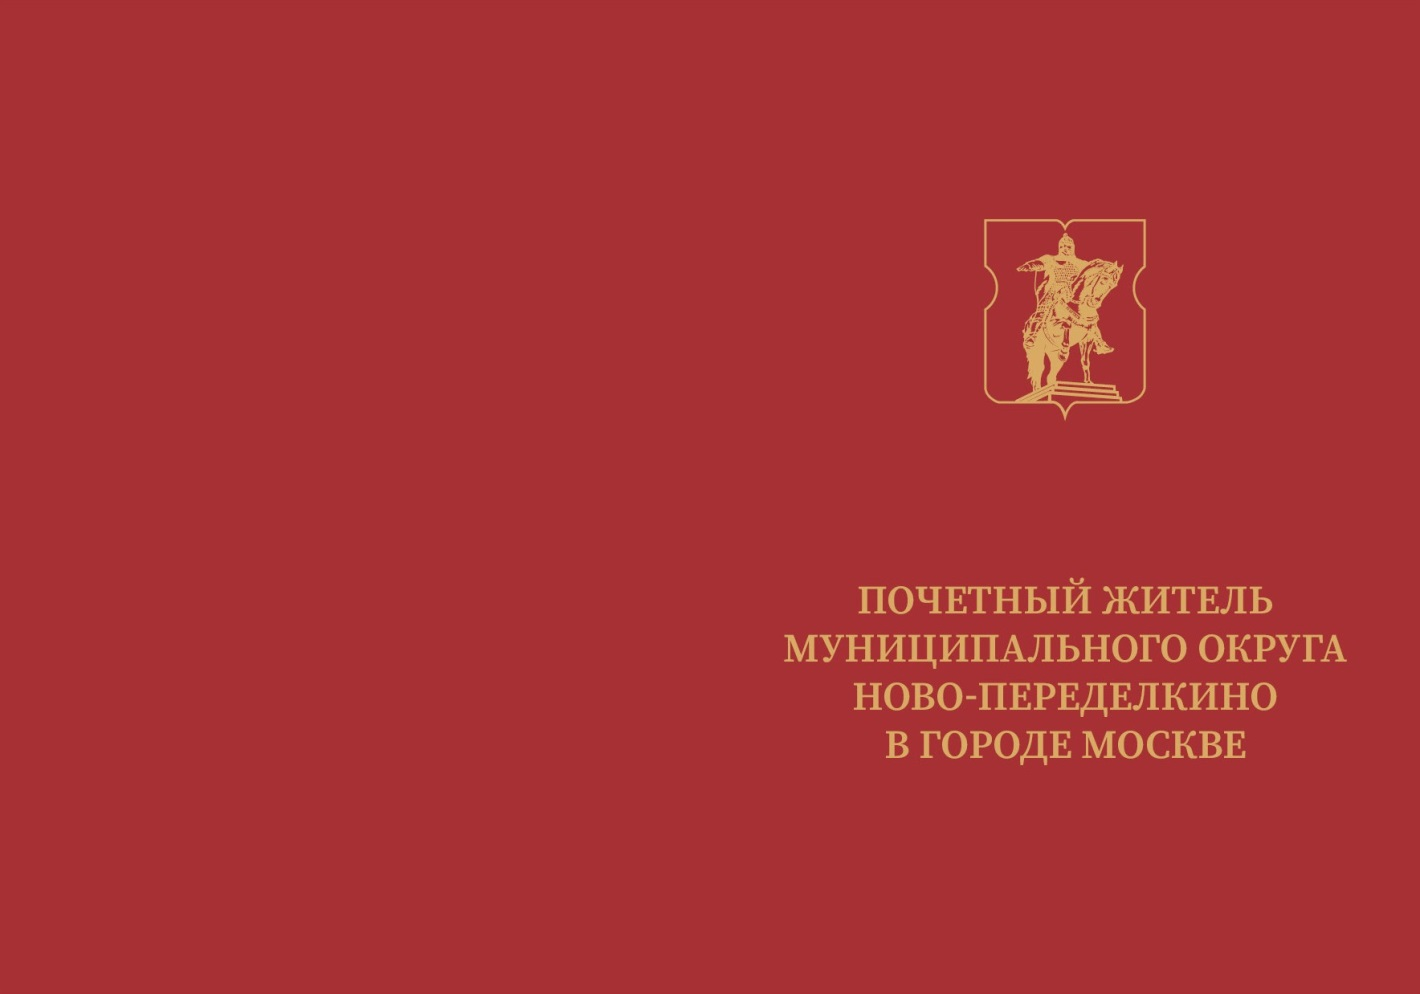 ПОЧЕТНЫЙ ЖИТЕЛЬ
МУНИЦИПАЛЬНОГО ОКРУГА
НОВО-ПЕРЕДЕЛКИНО
В ГОРОДЕ МОСКВЕ